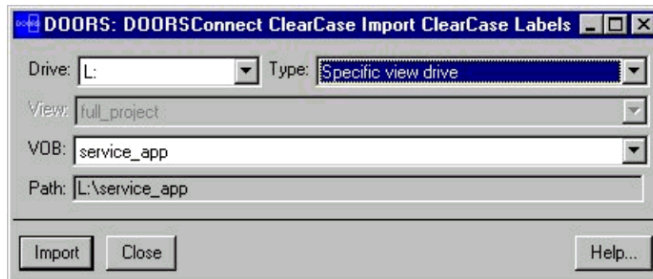 DOORS: DOORSConnect ClearCase Import ClearCase Labels
Drive: L: Type: Specific view drive
View: full_project
VOB: service_app
Path: L:\service_app
Import Close Help...